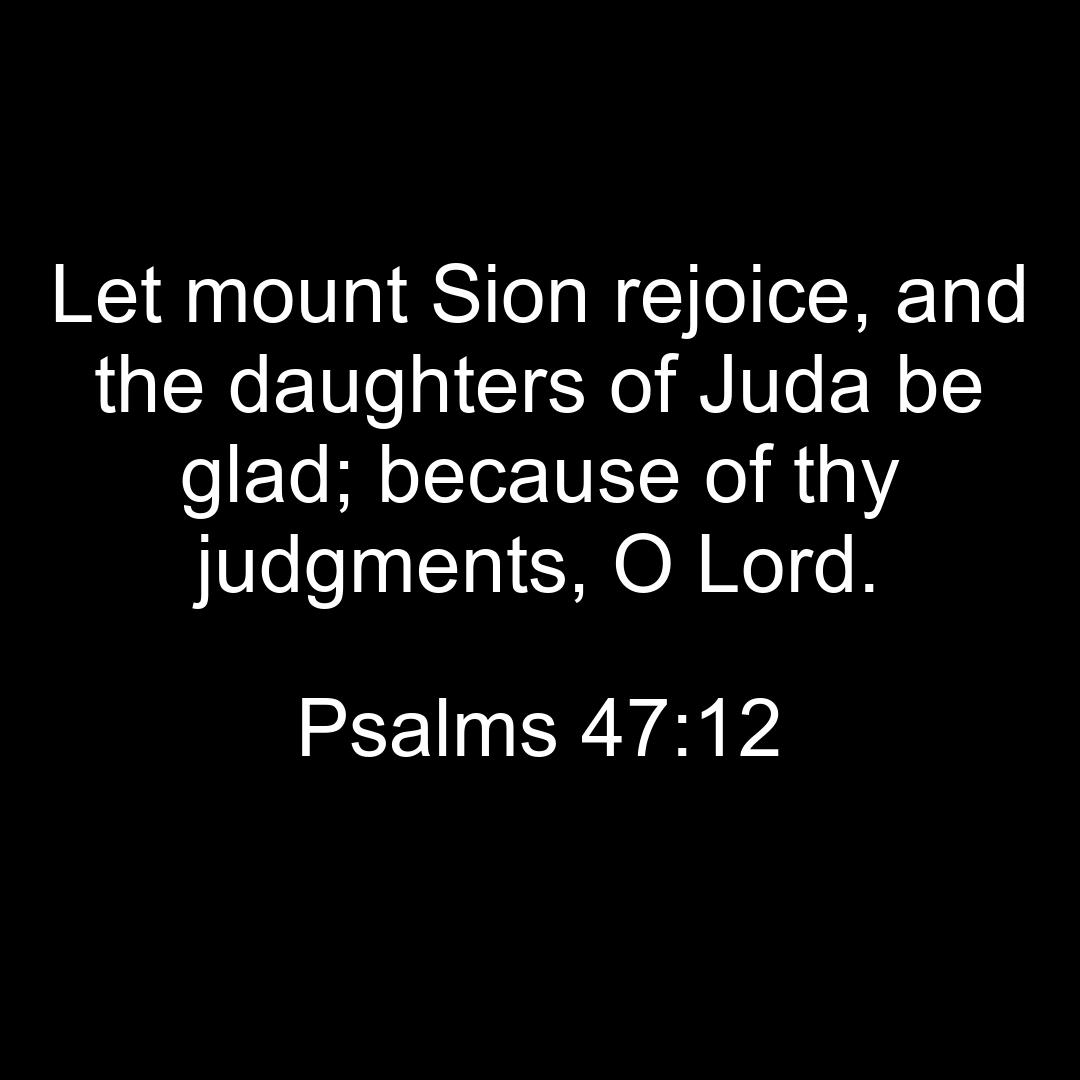 Let mount Sion rejoice, and
the daughters of Juda be
glad; because of thy
judgments, O Lord.
Psalms 47:12